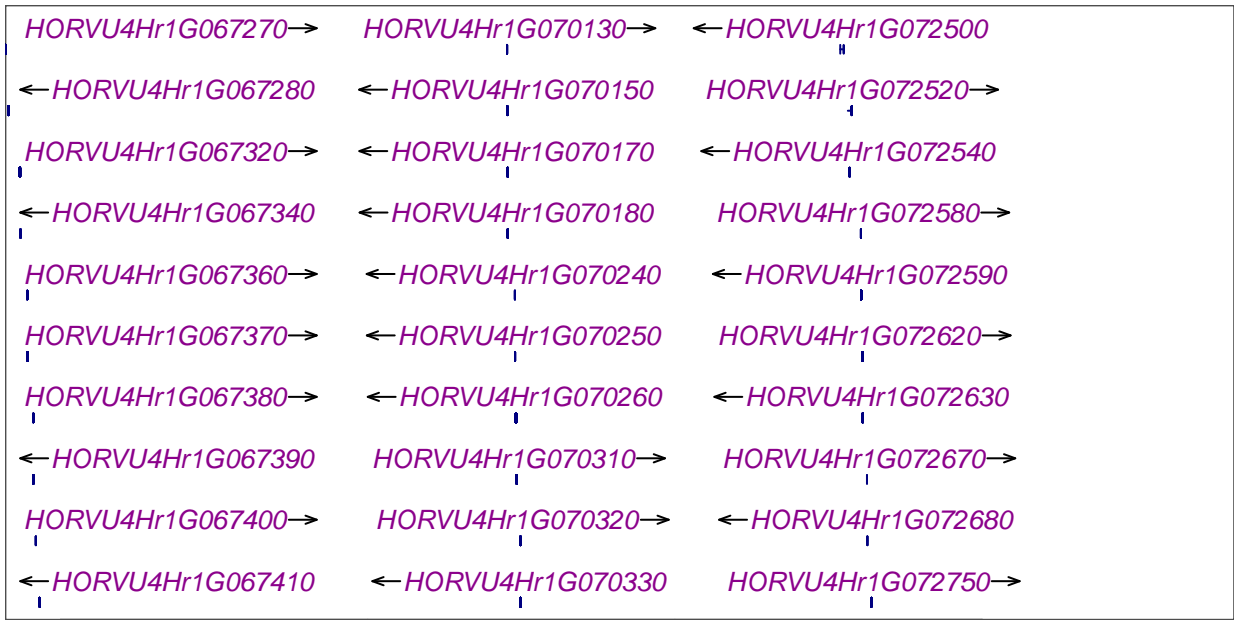 HORVU4Hr1G067270→ HORVU4Hr1G070130→ ←HORVU4Hr1G072500
←HORVU4Hr1G067280 ←HORVU4Hr1G070150 HORVU4Hr1G072520→
HORVU4Hr1G067320→ ←HORVU4Hr1G070170 ←HORVU4Hr1G072540
←HORVU4Hr1G067340 ←HORVU4Hr1G070180 HORVU4Hr1G072580→
HORVU4Hr1G067360→ ←HORVU4Hr1G070240 ←HORVU4Hr1G072590
HORVU4Hr1G067370→ ←HORVU4Hr1G070250 HORVU4Hr1G072620→
HORVU4Hr1G067380→ ←HORVU4Hr1G070260 ←HORVU4Hr1G072630
←HORVU4Hr1G067390 HORVU4Hr1G070310→ HORVU4Hr1G072670→
HORVU4Hr1G067400→ HORVU4Hr1G070320→ ←HORVU4Hr1G072680
←HORVU4Hr1G067410 ←HORVU4Hr1G070330 HORVU4Hr1G072750→